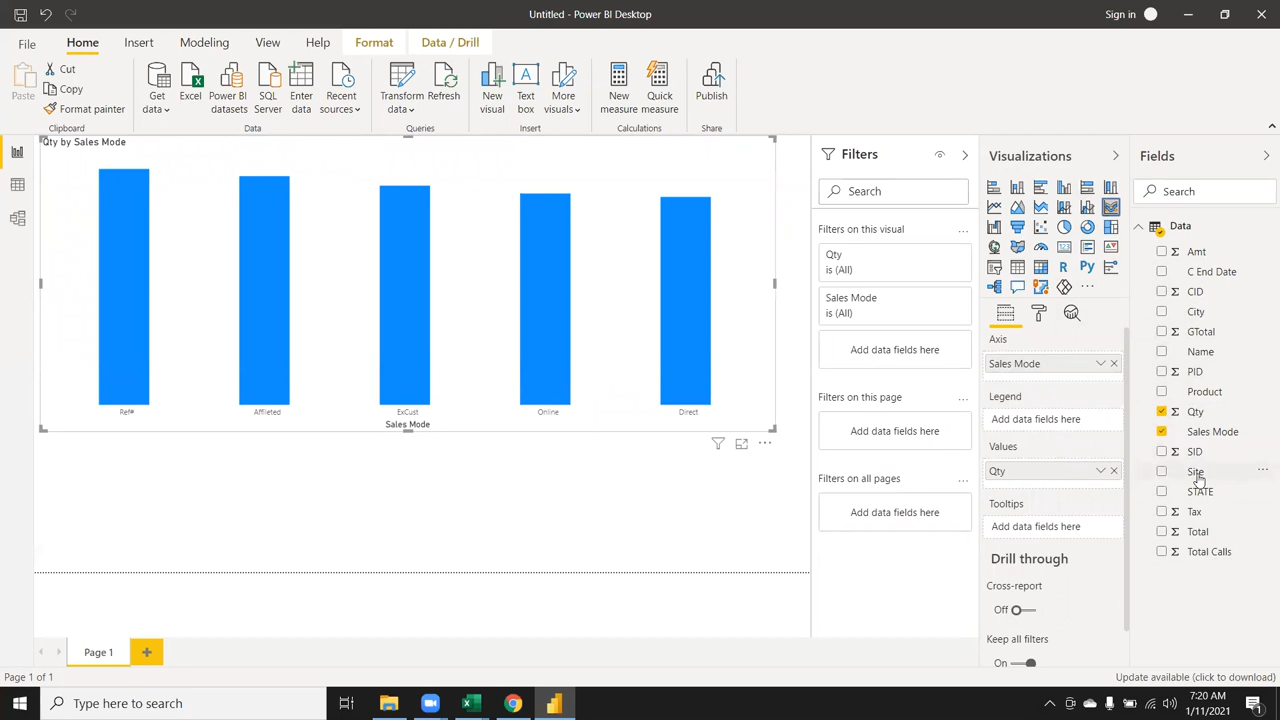 Untitled - Power BI Desktop
Sign in
File
Home
Insert
Modeling
View
Help
Format
Data / Drill
Paste
Cut
Copy
Format painter
Clipboard
Get data
Excel
Power BI datasets
SQL Server
Enter data
Recent sources
Data
Transform data
Refresh
Queries
New visual
Text box
More visuals
Insert
New measure
Quick measure
Calculations
Publish
Share
Qty by Sales Mode
Ref#
Affileted
ExCust
Online
Direct
Sales Mode
Filters
Search
Filters on this visual
Qty
is (All)
Sales Mode
is (All)
Add data fields here
Filters on this page
Add data fields here
Filters on all pages
Add data fields here
Visualizations
R
Py
Axis
Sales Mode
Legend
Add data fields here
Values
Qty
Tooltips
Add data fields here
Drill through
Cross-report
Off
Keep all filters
On
Fields
Search
Data
Amt
C End Date
CID
City
GTotal
Name
PID
Product
Qty
Sales Mode
SID
Site
STATE
Tax
Total
Total Calls
Page 1
Page 1 of 1
Update available (click to download)
Type here to search
7:20 AM
1/11/2021